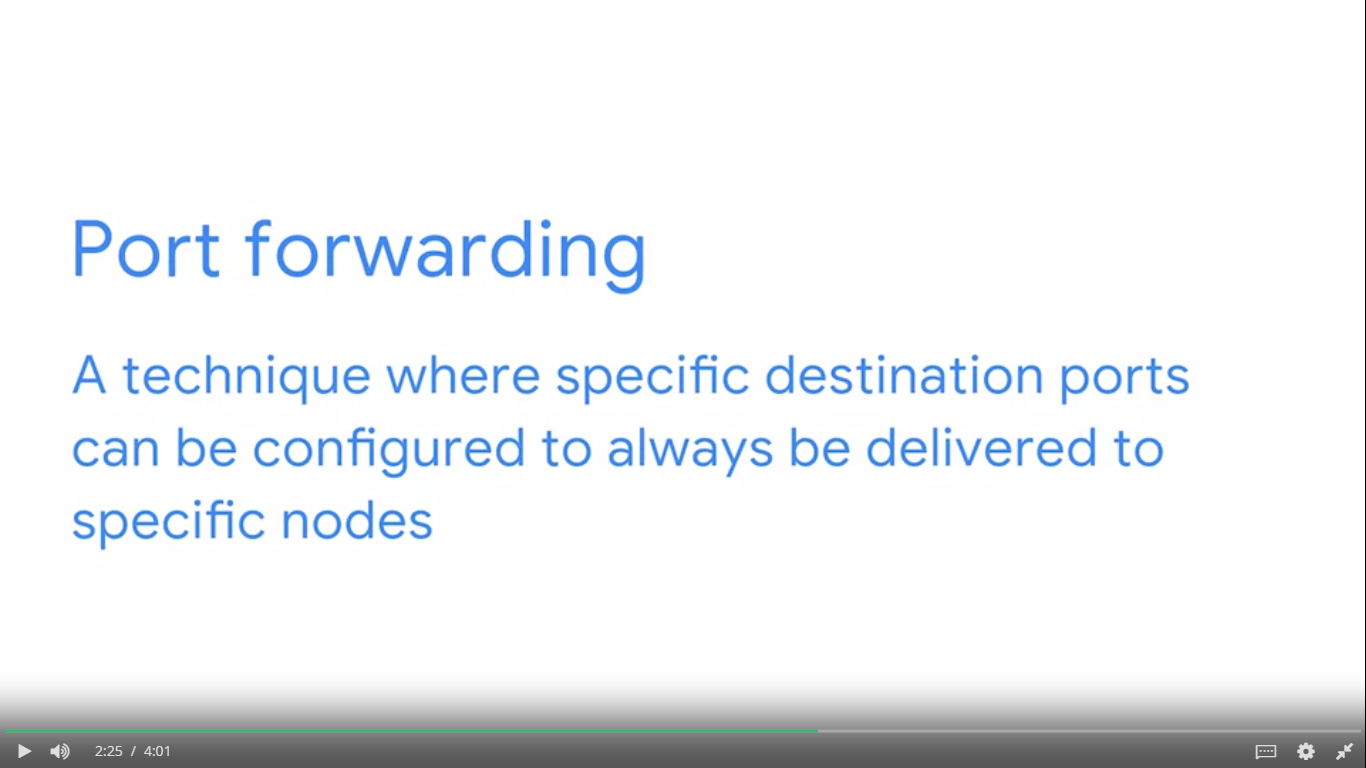 Port forwarding
A technique where specific destination ports
can be configured to always be delivered to
specific nodes
2:25 / 4:01